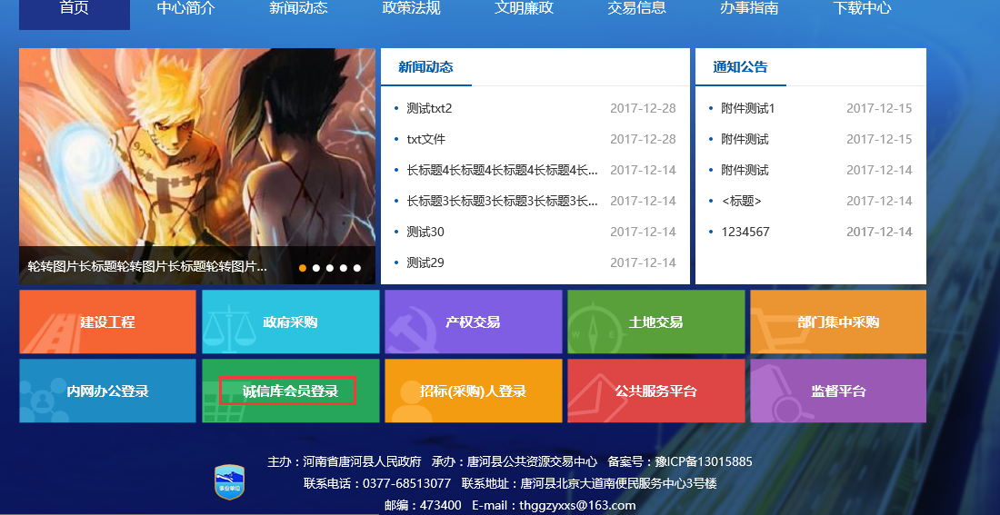 首页 中心简介 新闻动态 政策法规 文明廉政 交易信息 办事指南 下载中心
轮转图片长标题轮转图片长标题轮转图片...
新闻动态
测试txt2 2017-12-28
txt文件 2017-12-28
长标题4长标题4长标题4长标题4长... 2017-12-14
长标题3长标题3长标题3长标题3长... 2017-12-14
测试30 2017-12-14
测试29 2017-12-14
通知公告
附件测试1 2017-12-15
附件测试 2017-12-15
附件测试 2017-12-14
<标题> 2017-12-14
1234567 2017-12-14
建设工程 政府采购 产权交易 土地交易 部门集中采购
内网办公登录 诚信库会员登录 招标(采购)人登录 公共服务平台 监督平台
主办：河南省唐河县人民政府 承办：唐河县公共资源交易中心 备案号：豫ICP备13015885
联系电话：0377-68513077 联系地址：唐河县北京大道南便民服务中心3号楼
邮编：473400 E-mail：thggzyxxs@163.com
事业单位